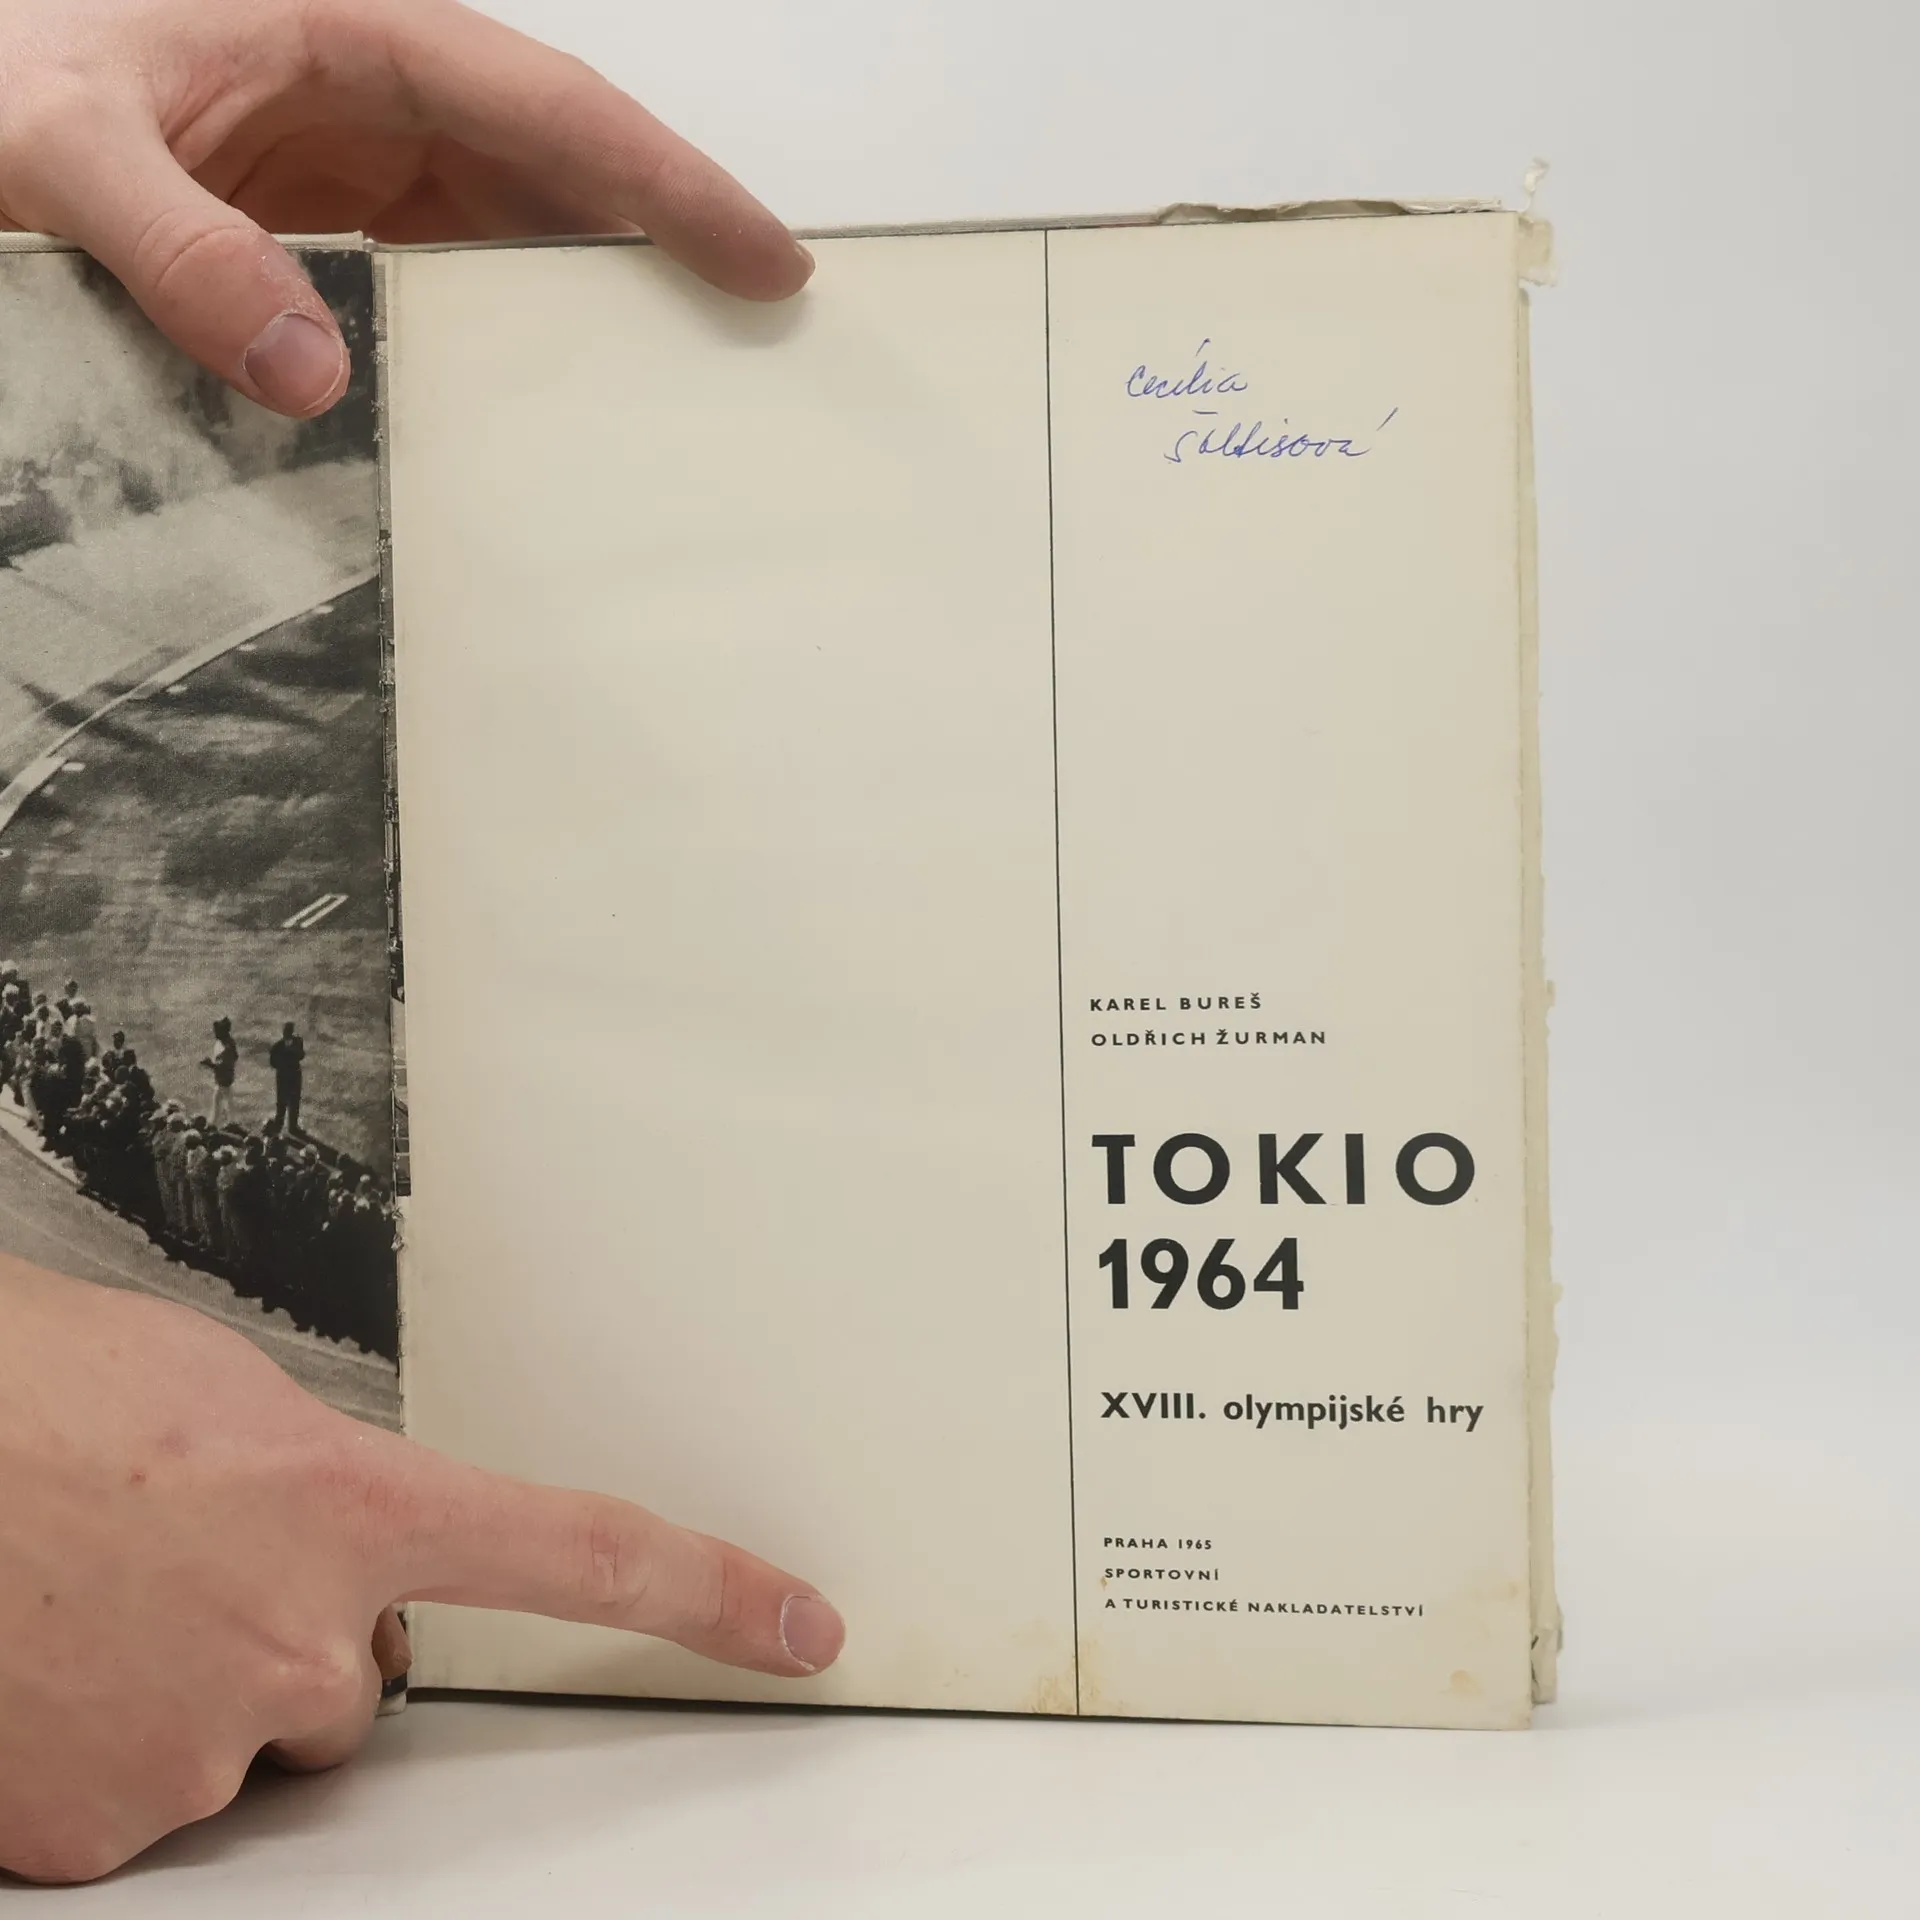 Cecília
Šoltisová
KAREL BUREŠ
OLDŘICH ŽURMAN
TOKIO
1964
XVIII. olympijské hry
PRAHA 1965
SPORTOVNÍ
A TURISTICKÉ NAKLADATELSTVÍ